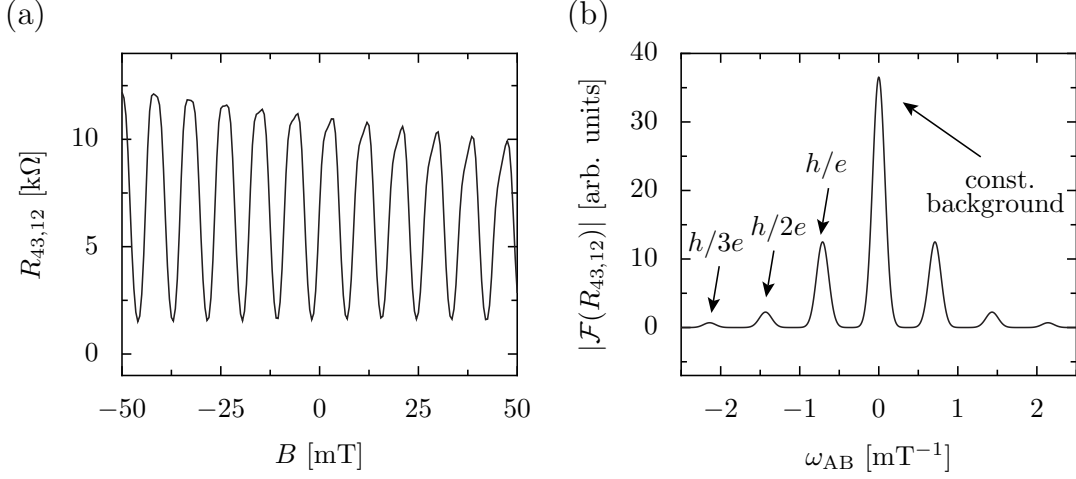 (a)
10
5
0
−50
−25
0
25
50
R43,12 [kΩ]
B [mT]
(b)
40
30
20
10
0
−2
−1
0
1
2
|F(R43,12)| [arb. units]
ωAB [mT−1]
h/3e
h/2e
h/e
const.
background